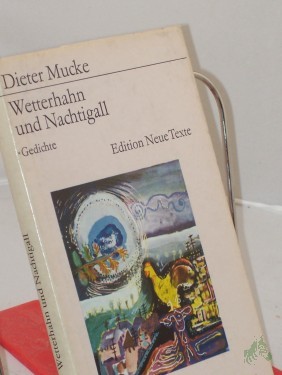 Dieter Mucke
Wetterhahn
und Nachtigall
Gedichte
Edition Neue Texte
Wetterhahn und Nachtigall